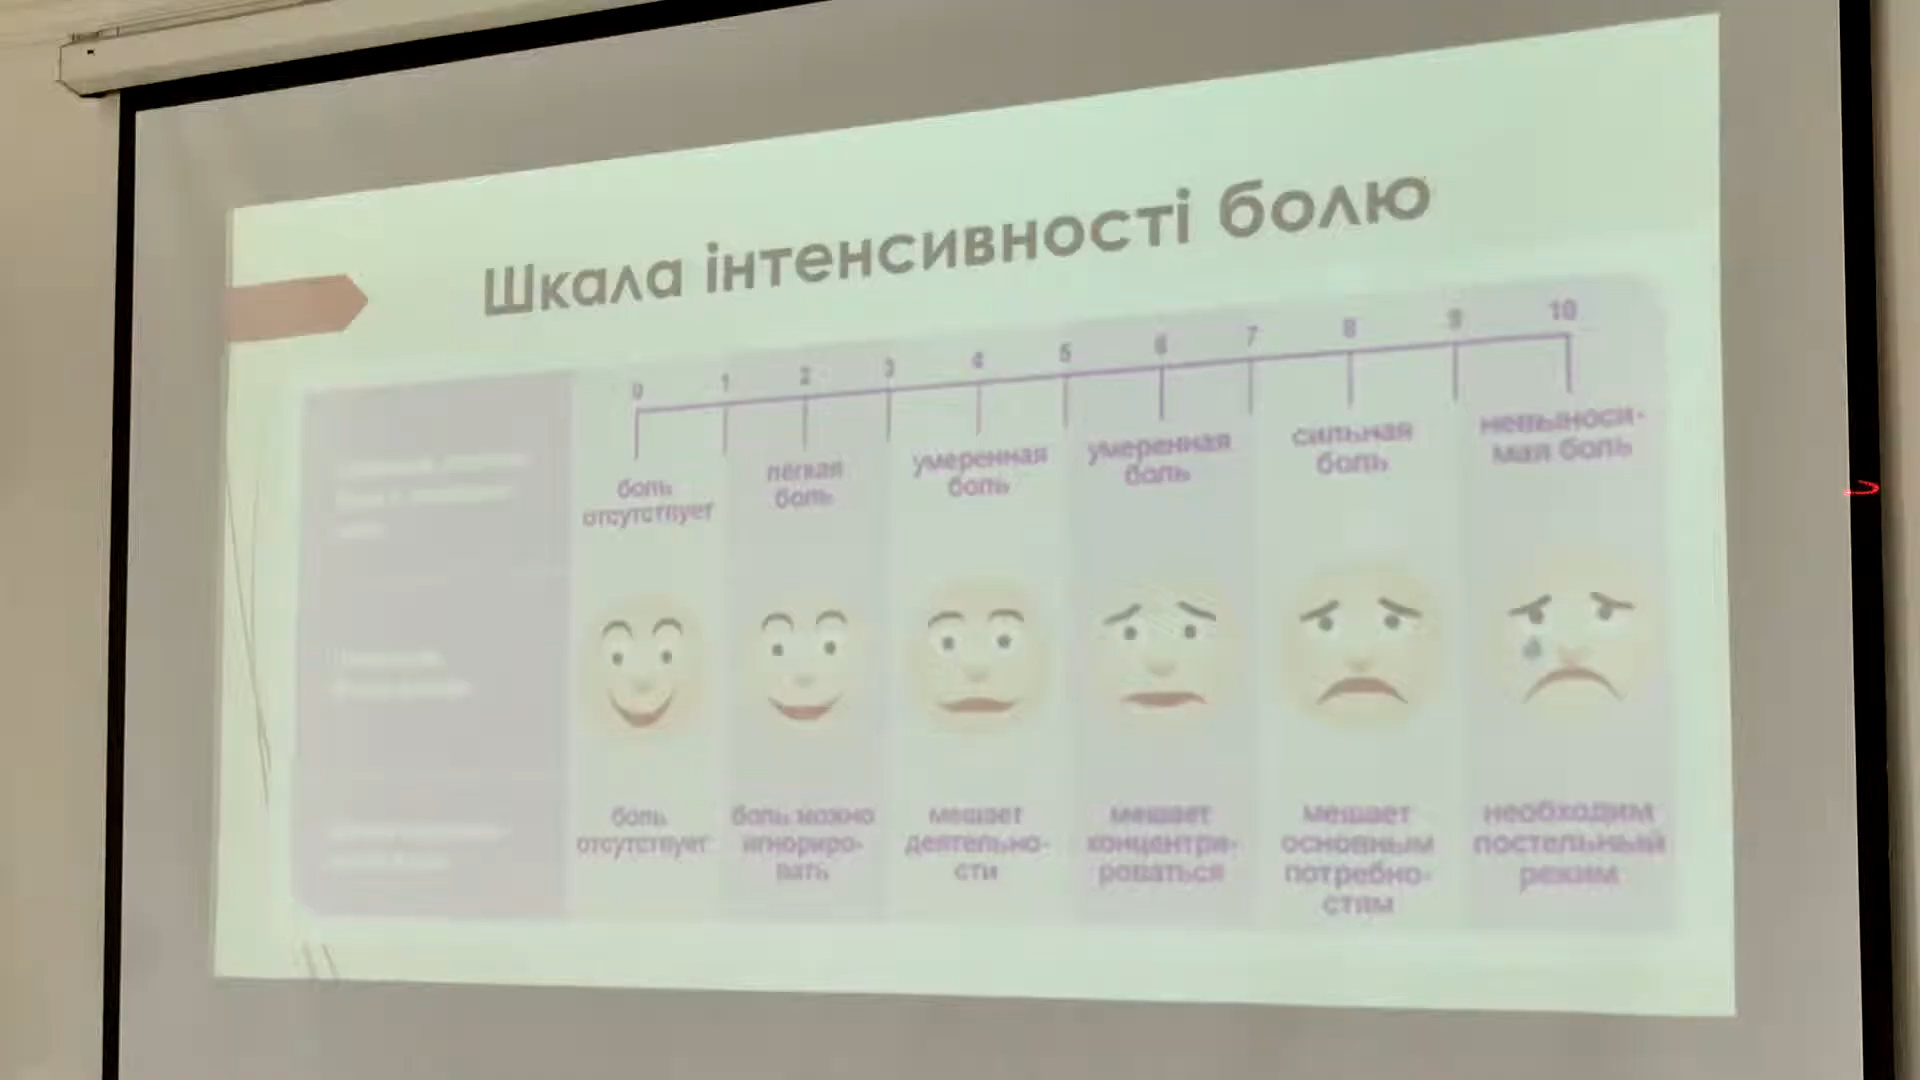 Шкала інтенсивності болю
0 1 2 3 4 5 6 7 8 9 10
боль
отсутствует
легкая
боль
умеренная
боль
умеренная
боль
сильная
боль
невыноси-
мая боль
боль
отсутствует
боль можно
игнориро-
вать
мешает
деятельно-
сти
мешает
концентри-
роваться
мешает
основным
потребно-
стям
необходим
постельный
режим